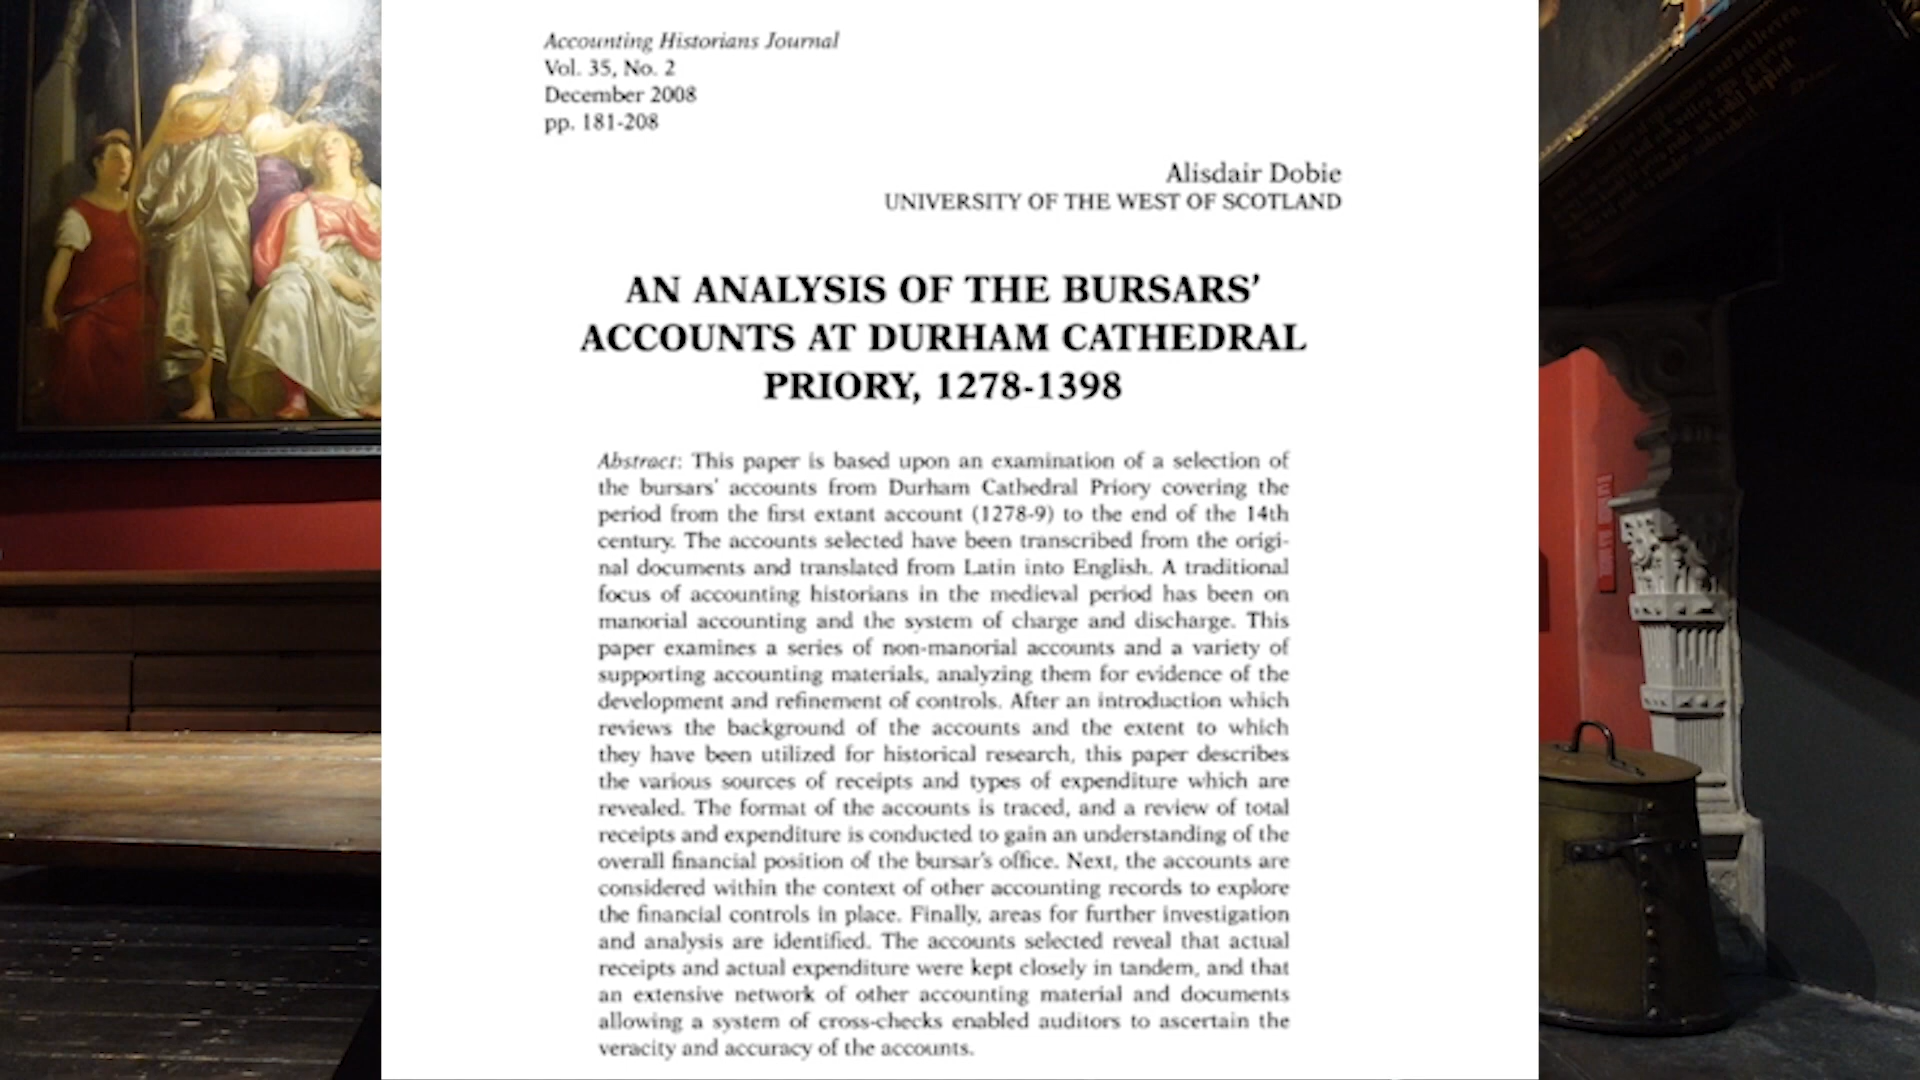 Accounting Historians Journal
Vol. 35, No. 2
December 2008
pp. 181-208
Alisdair Dobie
UNIVERSITY OF THE WEST OF SCOTLAND
AN ANALYSIS OF THE BURSARS’
ACCOUNTS AT DURHAM CATHEDRAL
PRIORY, 1278-1398
Abstract: This paper is based upon an examination of a selection of
the bursars’ accounts from Durham Cathedral Priory covering the
period from the first extant account (1278-9) to the end of the 14th
century. The accounts selected have been transcribed from the origi-
nal documents and translated from Latin into English. A traditional
focus of accounting historians in the medieval period has been on
manorial accounting and the system of charge and discharge. This
paper examines a series of non-manorial accounts and a variety of
supporting accounting materials, analyzing them for evidence of the
development and refinement of controls. After an introduction which
reviews the background of the accounts and the extent to which
they have been utilized for historical research, this paper describes
the various sources of receipts and types of expenditure which are
revealed. The format of the accounts is traced, and a review of total
receipts and expenditure is conducted to gain an understanding of the
overall financial position of the bursar’s office. Next, the accounts are
considered within the context of other accounting records to explore
the financial controls in place. Finally, areas for further investigation
and analysis are identified. The accounts selected reveal that actual
receipts and actual expenditure were kept closely in tandem, and that
an extensive network of other accounting material and documents
allowing a system of cross-checks enabled auditors to ascertain the
veracity and accuracy of the accounts.